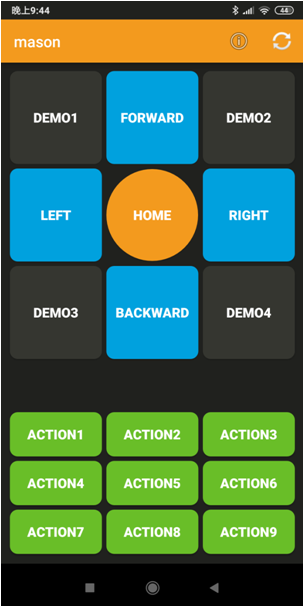 晚上9:44 44
mason
DEMO1 FORWARD DEMO2
LEFT HOME RIGHT
DEMO3 BACKWARD DEMO4
ACTION1 ACTION2 ACTION3
ACTION4 ACTION5 ACTION6
ACTION7 ACTION8 ACTION9